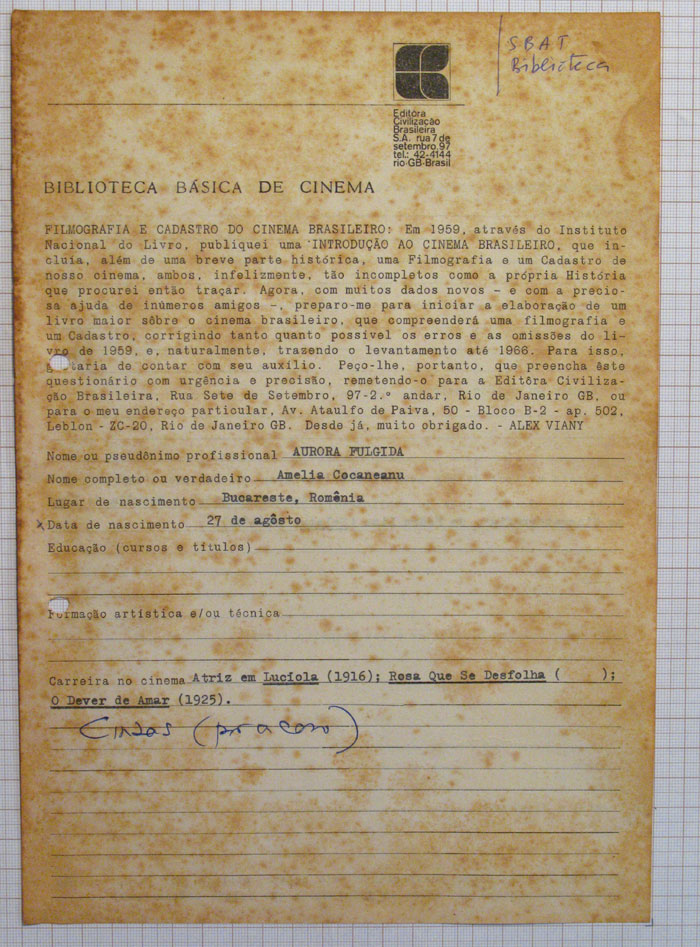 SBAT
Biblioteca
Editôra
Civilização
Brasileira
S.A. rua 7 de
setembro, 97
tel.: 42-4144
rio·GB·Brasil
BIBLIOTECA BÁSICA DE CINEMA
FILMOGRAFIA E CADASTRO DO CINEMA BRASILEIRO: Em 1959, através do Instituto
Nacional do Livro, publiquei uma INTRODUÇÃO AO CINEMA BRASILEIRO, que in-
cluia, além de uma breve parte histórica, uma Filmografia e um Cadastro de
nosso cinema, ambos, infelizmente, tão incompletos como a própria História
que procurei então traçar. Agora, com muitos dados novos - e com a precio-
sa ajuda de inúmeros amigos -, preparo-me para iniciar a elaboração de um
livro maior sôbre o cinema brasileiro, que compreenderá uma filmografia e
um Cadastro, corrigindo tanto quanto possivel os erros e as omissões do li-
vro de 1959, e, naturalmente, trazendo o levantamento até 1966. Para isso,
taria de contar com seu auxílio. Peço-lhe, portanto, que preencha êste
questionário com urgência e precisão, remetendo-o para a Editôra Civiliza-
ção Brasileira, Rua Sete de Setembro, 97-2.º andar, Rio de Janeiro GB, ou
para o meu endereço particular, Av. Ataulfo de Paiva, 50 - Bloco B-2 - ap. 502,
Leblon - ZC-20, Rio de Janeiro GB. Desde já, muito obrigado. - ALEX VIANY
Nome ou pseudônimo profissional AURORA FULGIDA
Nome completo ou verdadeiro Amelia Cocaneanu
Lugar de nascimento Bucareste, Romênia
x Data de nascimento 27 de agôsto
Educação (cursos e títulos)
Formação artística e/ou técnica
Carreira no cinema Atriz em Lucíola (1916); Rosa Que Se Desfolha (    );
O Dever de Amar (1925).
Cinzas